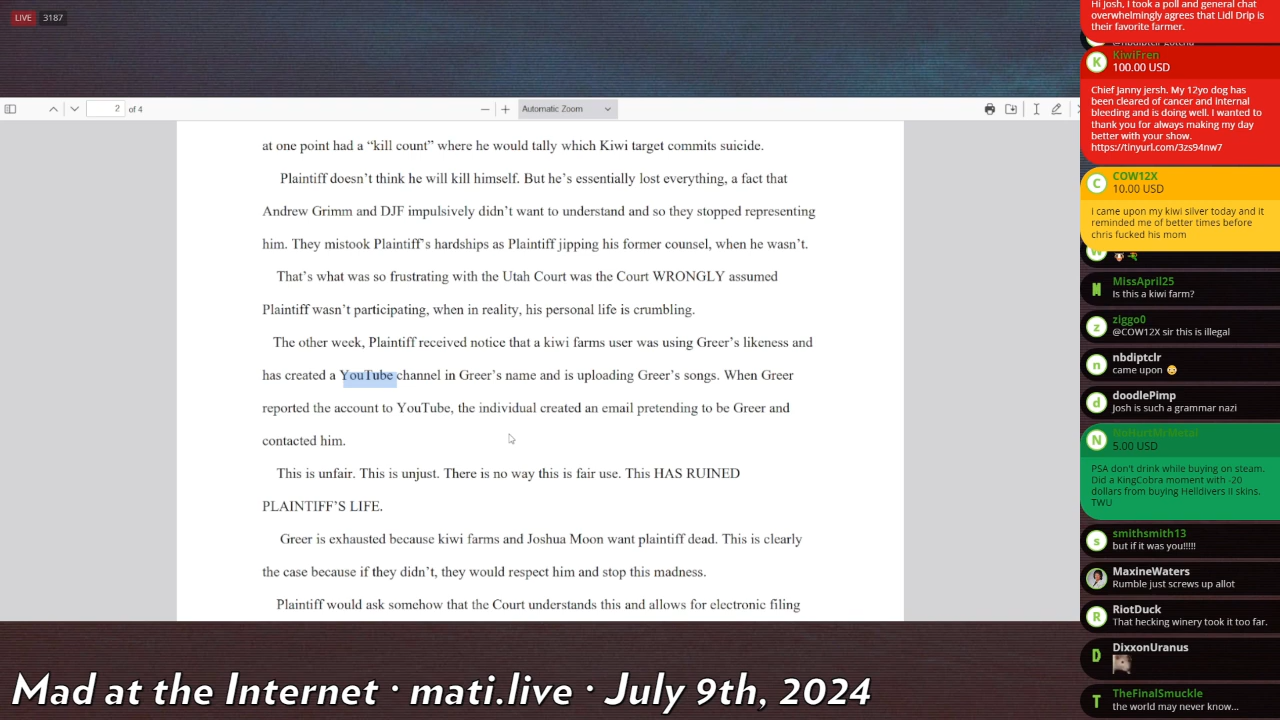 LIVE 3187
2 of 4 Automatic Zoom
at one point had a “kill count” where he would tally which Kiwi target commits suicide.
Plaintiff doesn’t think he will kill himself. But he’s essentially lost everything, a fact that
Andrew Grimm and DJF impulsively didn’t want to understand and so they stopped representing
him. They mistook Plaintiff’s hardships as Plaintiff jipping his former counsel, when he wasn’t.
That’s what was so frustrating with the Utah Court was the Court WRONGLY assumed
Plaintiff wasn’t participating, when in reality, his personal life is crumbling.
The other week, Plaintiff received notice that a kiwi farms user was using Greer’s likeness and
has created a YouTube channel in Greer’s name and is uploading Greer’s songs. When Greer
reported the account to YouTube, the individual created an email pretending to be Greer and
contacted him.
This is unfair. This is unjust. There is no way this is fair use. This HAS RUINED
PLAINTIFF’S LIFE.
Greer is exhausted because kiwi farms and Joshua Moon want plaintiff dead. This is clearly
the case because if they didn’t, they would respect him and stop this madness.
Plaintiff would ask somehow that the Court understands this and allows for electronic filing
Hi Josh, I took a poll and general chat
overwhelmingly agrees that Lidl Drip is
their favorite farmer.
K
KiwiFren
100.00 USD
Chief Janny jersh. My 12yo dog has
been cleared of cancer and internal
bleeding and is doing well. I wanted to
thank you for always making my day
better with your show.
https://tinyurl.com/3zs94nw7
C
COW12X
10.00 USD
i came upon my kiwi silver today and it
reminded me of better times before
chris fucked his mom
M
MissApril25
Is this a kiwi farm?
z
ziggo0
@COW12X sir this is illegal
n
nbdiptclr
came upon
d
doodlePimp
Josh is such a grammar nazi
N
NoHurtMrMetal
5.00 USD
PSA don't drink while buying on steam.
Did a KingCobra moment with -20
dollars from buying Helldivers II skins.
TWU
s
smithsmith13
but if it was you!!!!!
MaxineWaters
Rumble just screws up allot
R
RiotDuck
That hecking winery took it too far.
D
DixxonUranus
T
TheFinalSmuckle
the world may never know...
Mad at the Internet · mati.live · July 9th, 2024